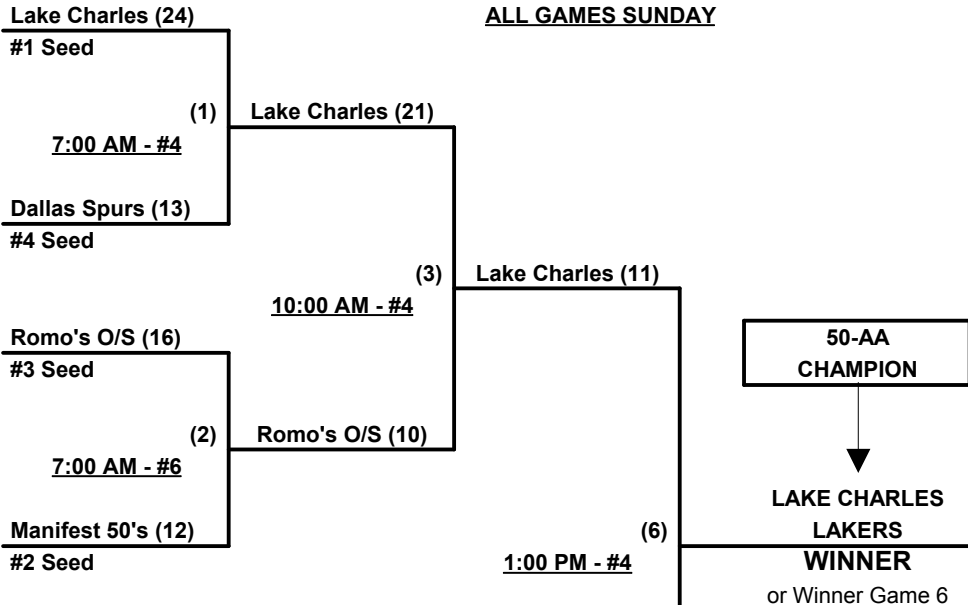 Lake Charles (24)
ALL GAMES SUNDAY
#1 Seed
(1)
Lake Charles (21)
7:00 AM - #4
Dallas Spurs (13)
#4 Seed
(3)
Lake Charles (11)
10:00 AM - #4
Romo's O/S (16)
#3 Seed
50-AA
CHAMPION
(2)
Romo's O/S (10)
7:00 AM - #6
LAKE CHARLES
LAKERS
Manifest 50's (12)
#2 Seed
(6)
1:00 PM - #4
WINNER
or Winner Game 6